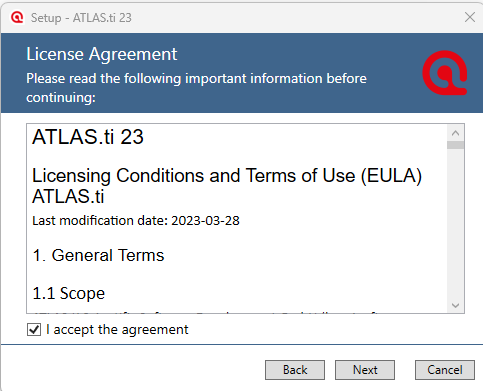 Setup - ATLAS.ti 23
License Agreement
Please read the following important information before
continuing:
ATLAS.ti 23
Licensing Conditions and Terms of Use (EULA)
ATLAS.ti
Last modification date: 2023-03-28
1. General Terms
1.1 Scope
I accept the agreement
Back
Next
Cancel